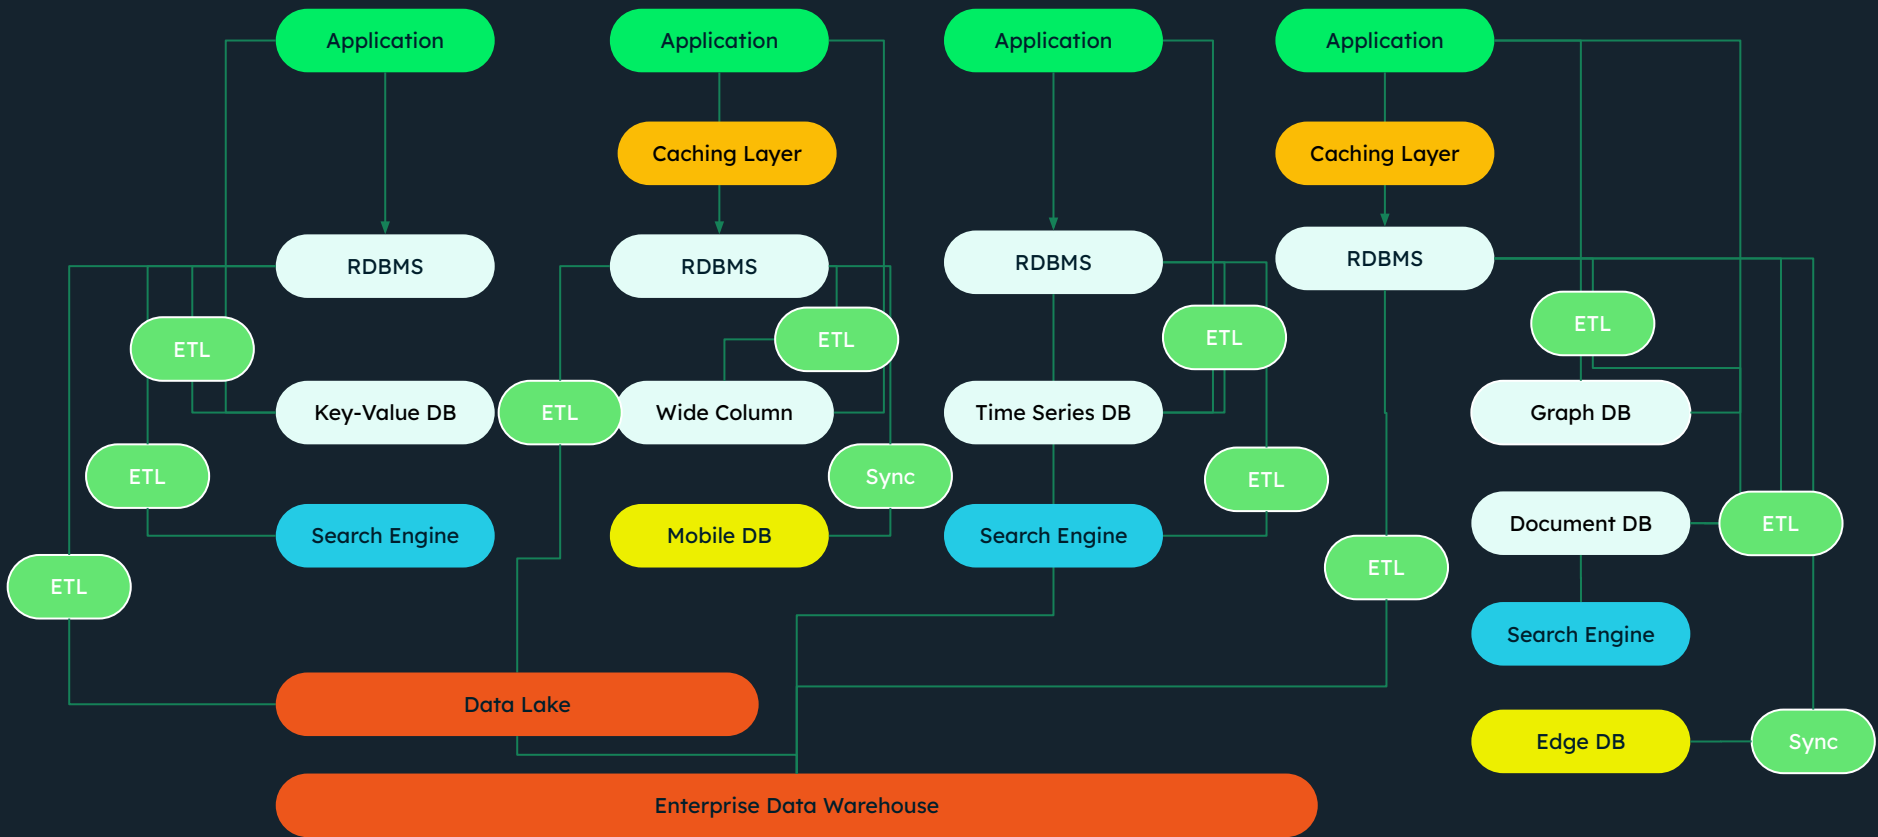 Application
Application
Application
Application
Caching Layer
Caching Layer
RDBMS
RDBMS
RDBMS
RDBMS
ETL
ETL
ETL
ETL
Key-Value DB
ETL
Wide Column
Time Series DB
Graph DB
ETL
Sync
ETL
Search Engine
Mobile DB
Search Engine
Document DB
ETL
ETL
ETL
Search Engine
Data Lake
Edge DB
Sync
Enterprise Data Warehouse